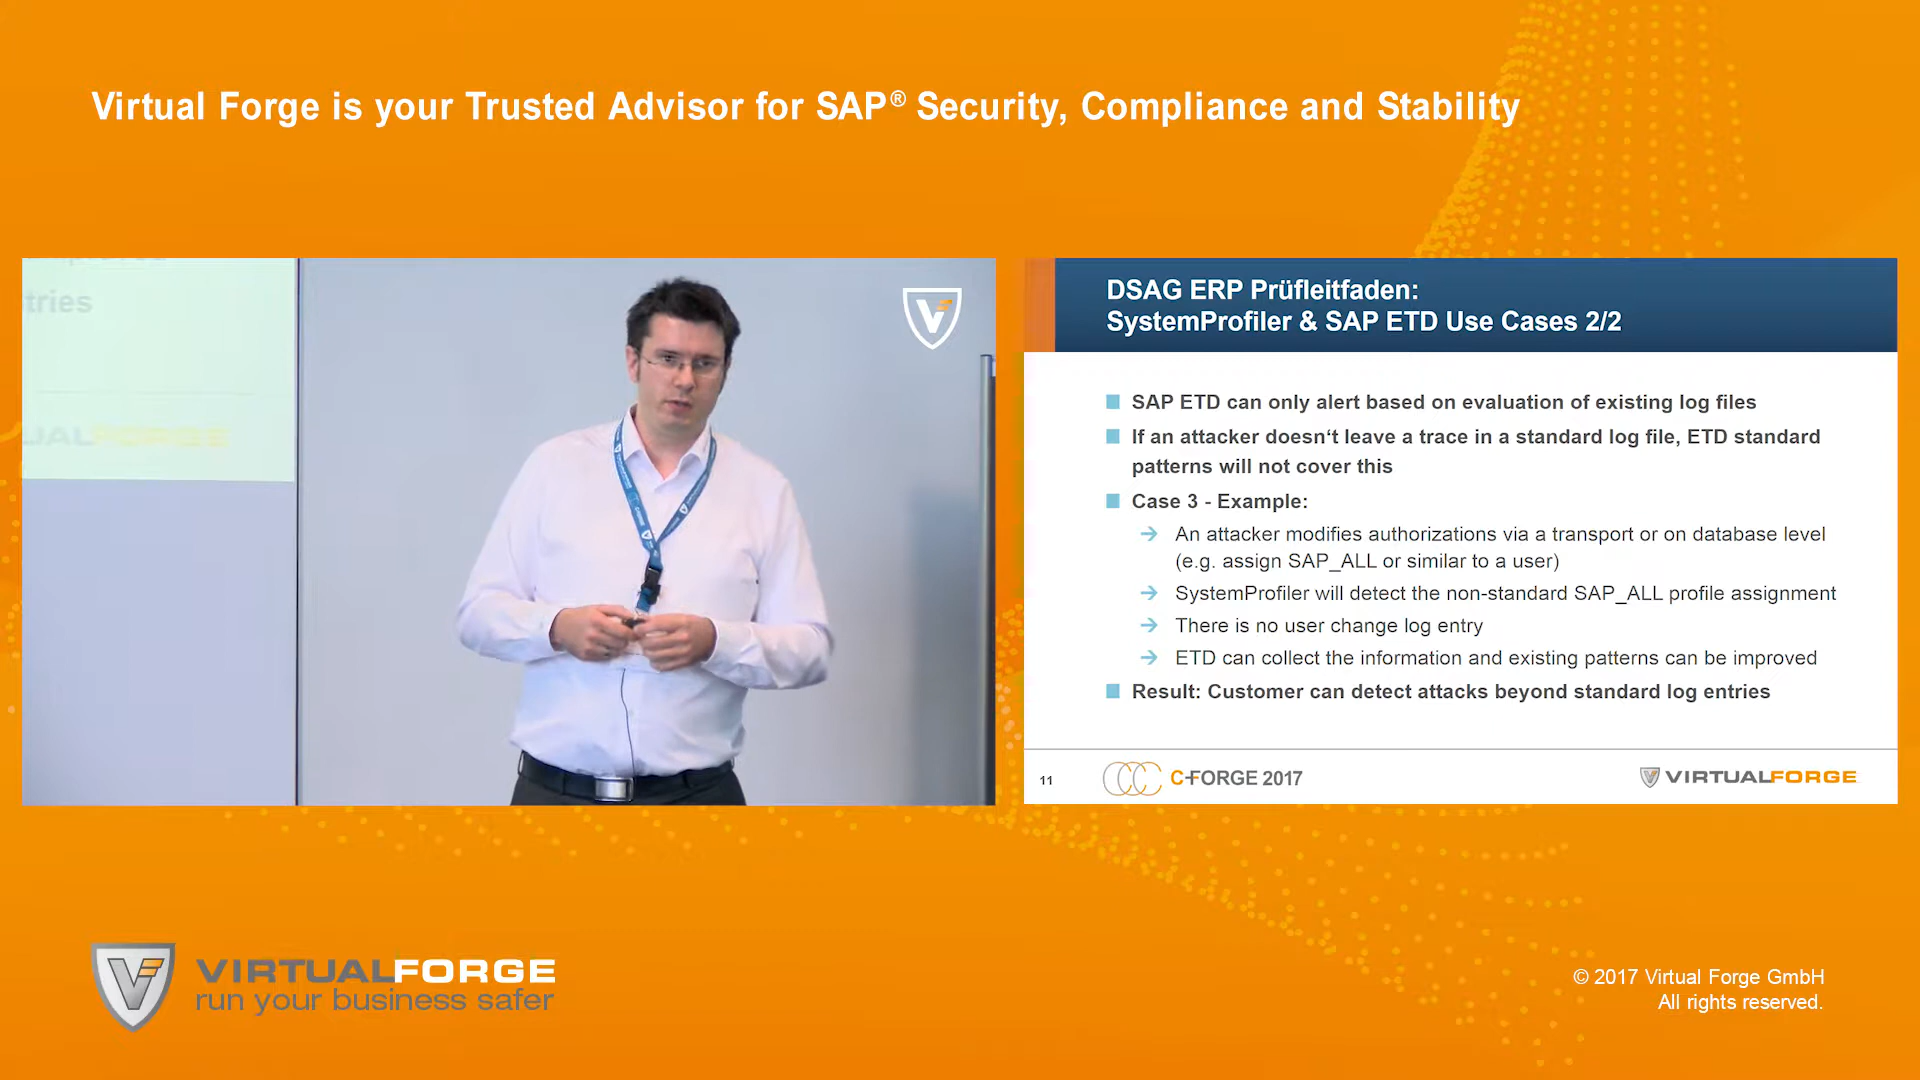 Virtual Forge is your Trusted Advisor for SAP® Security, Compliance and Stability
tries
UALFORGE
DSAG ERP Prüfleitfaden:
SystemProfiler & SAP ETD Use Cases 2/2
SAP ETD can only alert based on evaluation of existing log files
If an attacker doesn‘t leave a trace in a standard log file, ETD standard
patterns will not cover this
Case 3 - Example:
An attacker modifies authorizations via a transport or on database level
(e.g. assign SAP_ALL or similar to a user)
SystemProfiler will detect the non-standard SAP_ALL profile assignment
There is no user change log entry
ETD can collect the information and existing patterns can be improved
Result: Customer can detect attacks beyond standard log entries
11
C-FORGE 2017
VIRTUALFORGE
VIRTUALFORGE
run your business safer
© 2017 Virtual Forge GmbH
All rights reserved.